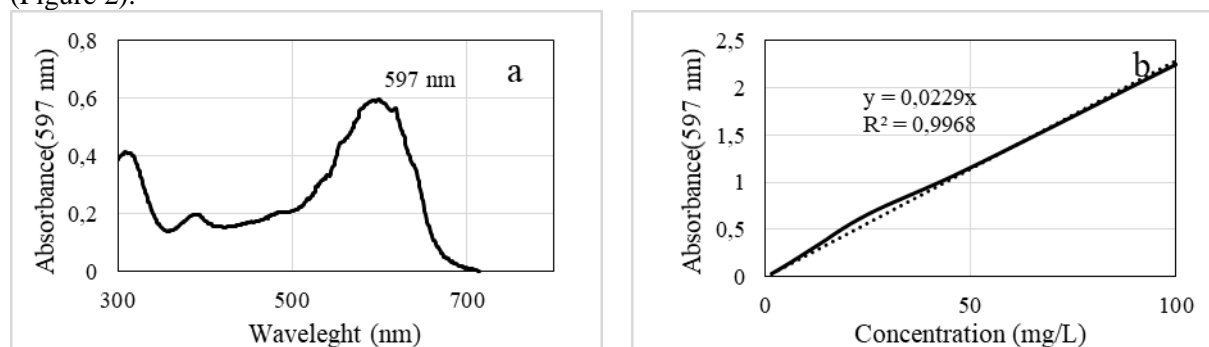 (Figure 2).
0,8
0,6
0,4
0,2
0
300
500
700
Absorbance(597 nm)
Waveleght (nm)
597 nm
a
2,5
2
1,5
1
0,5
0
0
50
100
Absorbance (597 nm)
Concentration (mg/L)
y = 0,0229x
R² = 0,9968
b